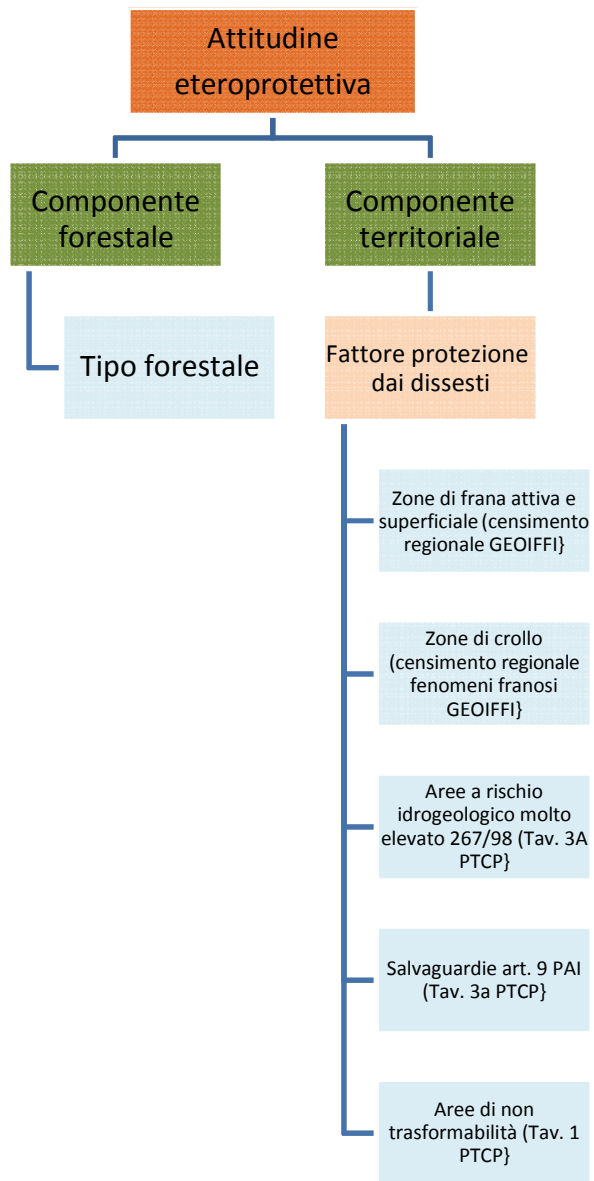 Attitudine
eteroprotettiva
Componente
forestale
Componente
territoriale
Tipo forestale
Fattore protezione
dai dissesti
Zone di frana attiva e
superficiale (censimento
regionale GEOIFFI}
Zone di crollo
(censimento regionale
fenomeni franosi
GEOIFFI}
Aree a rischio
idrogeologico molto
elevato 267/98 (Tav. 3A
PTCP}
Salvaguardie art. 9 PAI
(Tav. 3a PTCP}
Aree di non
trasformabilità (Tav. 1
PTCP}